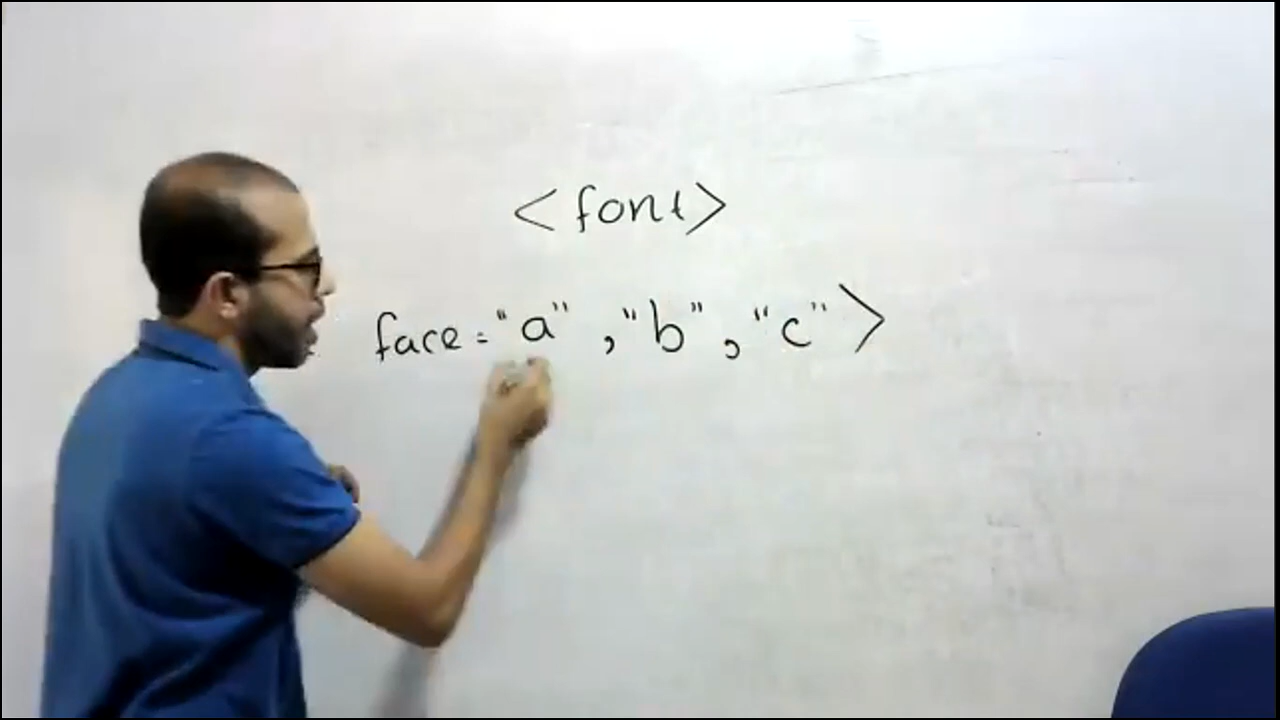 <font>
face="a" ,"b" , "c" >